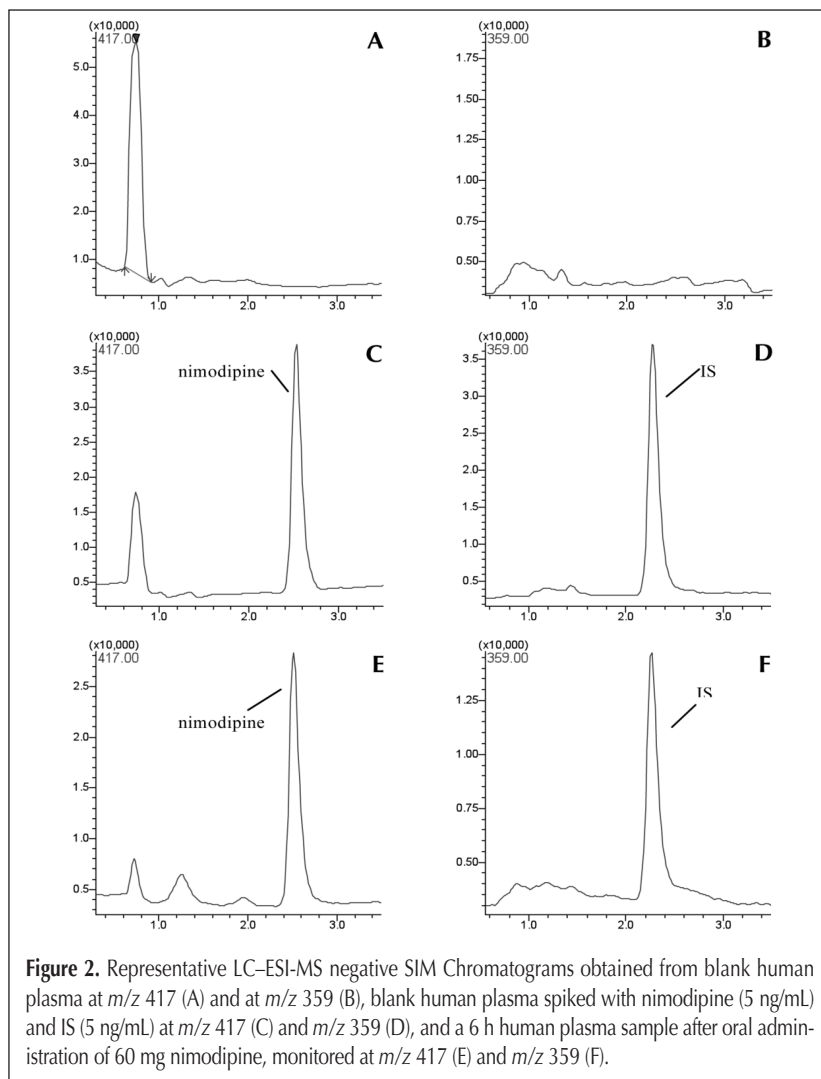 (x10,000)
417.00
A
5.0
4.0
3.0
2.0
1.0
1.0 2.0 3.0
(x10,000)
359.00
B
1.75
1.50
1.25
1.00
0.75
0.50
1.0 2.0 3.0
(x10,000)
417.00
C
nimodipine
3.5
3.0
2.5
2.0
1.5
1.0
0.5
1.0 2.0 3.0
(x10,000)
359.00
D
IS
3.5
3.0
2.5
2.0
1.5
1.0
0.5
1.0 2.0 3.0
(x10,000)
417.00
E
nimodipine
2.5
2.0
1.5
1.0
0.5
1.0 2.0 3.0
(x10,000)
359.00
F
IS
1.25
1.00
0.75
0.50
1.0 2.0 3.0
Figure 2. Representative LC–ESI-MS negative SIM Chromatograms obtained from blank human
plasma at m/z 417 (A) and at m/z 359 (B), blank human plasma spiked with nimodipine (5 ng/mL)
and IS (5 ng/mL) at m/z 417 (C) and m/z 359 (D), and a 6 h human plasma sample after oral admin-
istration of 60 mg nimodipine, monitored at m/z 417 (E) and m/z 359 (F).